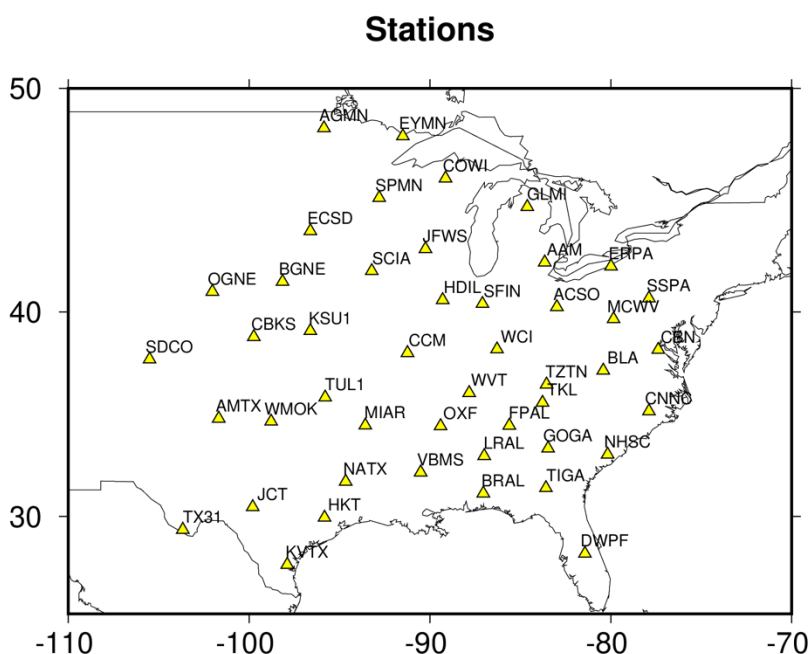 Stations
50
AGMN
EYMN
COWI
SPMN
GLMI
ECSD
JFWS
AAM
ERPA
SCIA
BGNE
OGNE
HDIL
SFIN
ACSO
SSPA
MCWV
40
CBKS
KSU1
SDCO
CCM
WCI
CBN
BLA
TZTN
TKL
WVT
TUL1
CNNC
AMTX
WMOK
MIAR
OXF
FPAL
GOGA
NHSC
LRAL
VBMS
NATX
BRAL
TIGA
JCT
HKT
30
TX31
DWPF
KVTX
-110
-100
-90
-80
-70